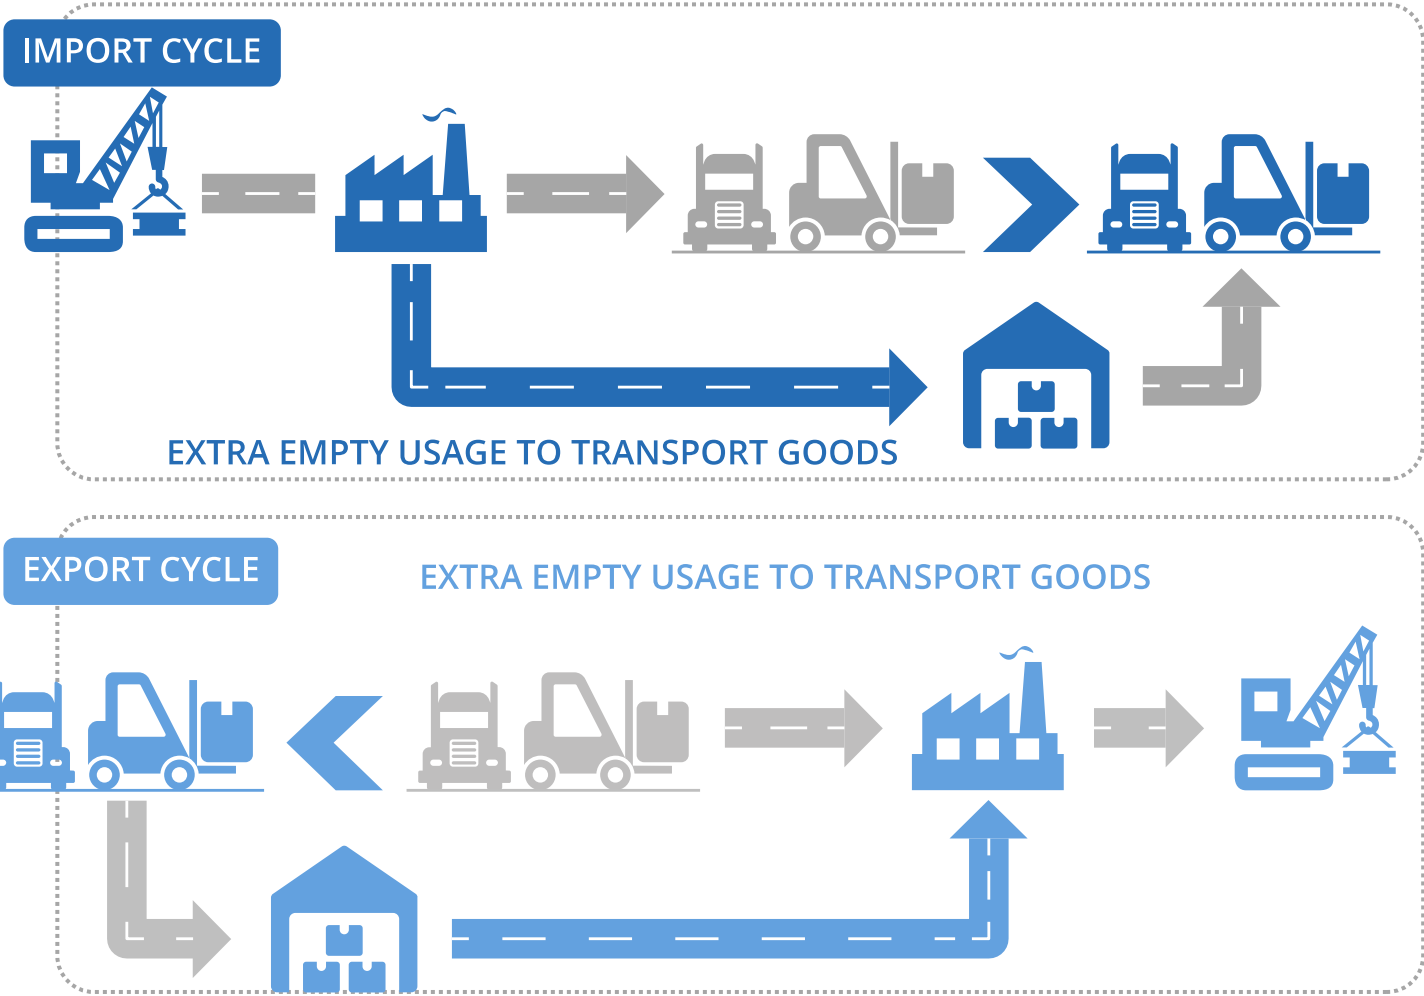 IMPORT CYCLE
EXTRA EMPTY USAGE TO TRANSPORT GOODS
EXPORT CYCLE
EXTRA EMPTY USAGE TO TRANSPORT GOODS